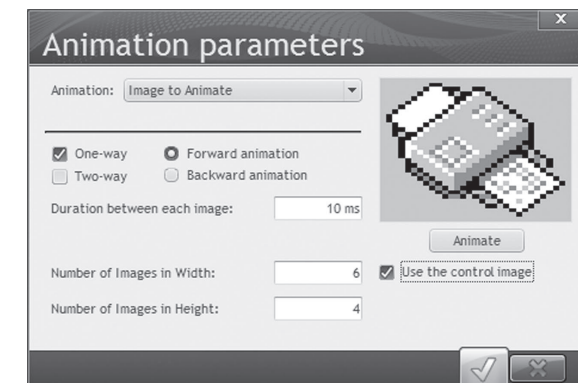 Animation parameters
x
Animation: Image to Animate
One-way Forward animation
Two-way Backward animation
Duration between each image: 10 ms
Animate
Number of Images in Width: 6 Use the control image
Number of Images in Height: 4